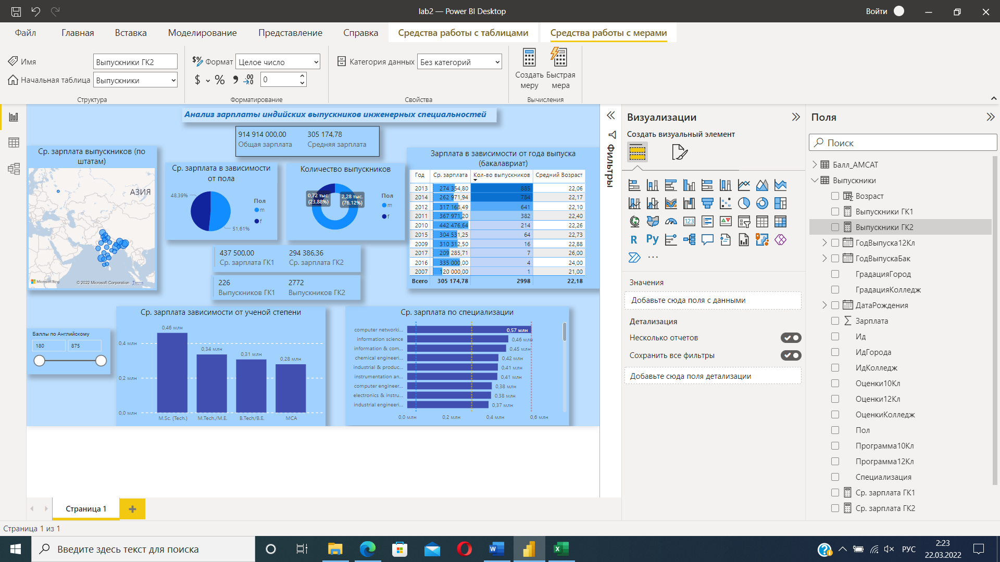 lab2 — Power BI Desktop
Войти
Файл
Главная
Вставка
Моделирование
Представление
Справка
Средства работы с таблицами
Средства работы с мерами
Имя
Выпускники ГК2
Начальная таблица
Выпускники
Структура
Формат
Целое число
0
Форматирование
Категория данных
Без категорий
Свойства
Создать меру
Быстрая мера
Вычисления
Анализ зарплаты индийских выпускников инженерных специальностей
914 914 000,00
Общая зарплата
305 174,78
Средняя зарплата
Ср. зарплата выпускников (по
штатам)
АЗИЯ
Microsoft Bing
© 2022 Microsoft Corporation Terms
Ср. зарплата в зависимости
от пола
48,39%
51,61%
Пол
m
f
Количество выпускников
0,72 тыс.
(23,88%)
2,28 тыс.
(76,12%)
Пол
m
f
Зарплата в зависимости от года выпуска
(бакалавриат)
Год Ср. зарплата Кол-во выпускников Средний Возраст
2013 274 354,80 885 22,06
2014 262 971,94 784 22,17
2012 317 168,49 641 22,10
2011 367 971,20 382 22,40
2010 442 476,64 214 22,26
2015 304 531,25 64 22,73
2009 310 312,50 16 22,88
2017 209 285,71 7 26,00
2016 335 000,00 4 24,00
2007 120 000,00 1 21,00
Всего 305 174,78 2998 22,18
437 500,00
Ср. зарплата ГК1
294 386,36
Ср. зарплата ГК2
226
Выпускников ГК1
2772
Выпускников ГК2
Баллы по Английскому
180
875
Ср. зарплата зависимости от ученой степени
0,4 млн
0,2 млн
0,0 млн
0,46 млн
0,34 млн
0,31 млн
0,28 млн
M.Sc. (Tech.)
M.Tech./M.E.
B.Tech/B.E.
MCA
Ср. зарплата по специализации
computer networki... 0,57 млн
information science 0,46 млн
information & com... 0,45 млн
chemical engineeri... 0,42 млн
industrial & produc... 0,41 млн
instrumentation an... 0,41 млн
computer engineer... 0,38 млн
electronics & instru... 0,38 млн
industrial engineeri... 0,37 млн
0,0 млн 0,2 млн 0,4 млн 0,6 млн
Фильтры
Визуализации
Создать визуальный элемент
123
R
Py
...
Значения
Добавьте сюда поля с данными
Детализация
Несколько отчетов
Сохранить все фильтры
Добавьте сюда поля детализации
Поля
Поиск
Балл_АМСАТ
Выпускники
Возраст
Выпускники ГК1
Выпускники ГК2
ГодВыпуска12Кл
ГодВыпускаБак
ГрадацияГород
ГрадацияКолледж
ДатаРождения
Зарплата
Ид
ИдГорода
ИдКолледж
Оценки10Кл
Оценки12Кл
ОценкиКолледж
Пол
Программа10Кл
Программа12Кл
Специализация
Ср. зарплата ГК1
Ср. зарплата ГК2
Страница 1
Страница 1 из 1
Введите здесь текст для поиска
РУС
2:23
22.03.2022